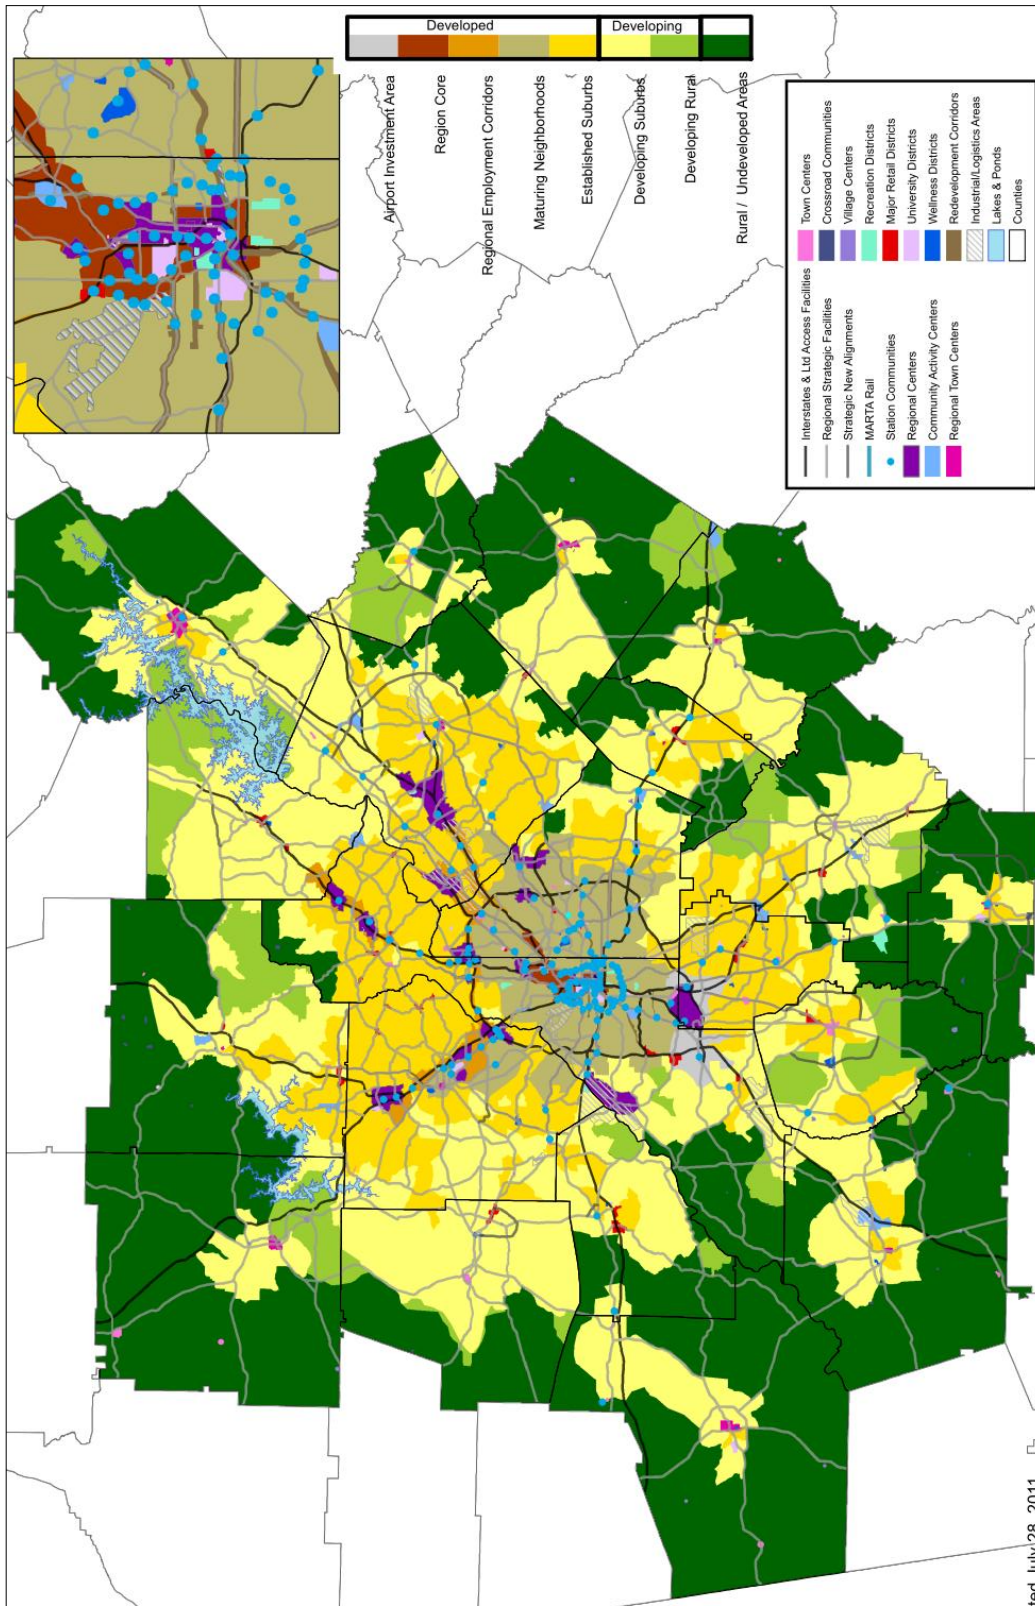 Developed
Developing
Airport Investment Area
Region Core
Regional Employment Corridors
Maturing Neighborhoods
Established Suburbs
Developing Suburbs
Developing Rural
Rural / Undeveloped Areas
Interstates & Ltd Access Facilities
Regional Strategic Facilities
Strategic New Alignments
MARTA Rail
Station Communities
Regional Centers
Community Activity Centers
Regional Town Centers
Town Centers
Crossroad Communities
Village Centers
Recreation Districts
Major Retail Districts
University Districts
Wellness Districts
Redevelopment Corridors
Industrial/Logistics Areas
Lakes & Ponds
Counties
ted July 28, 2011